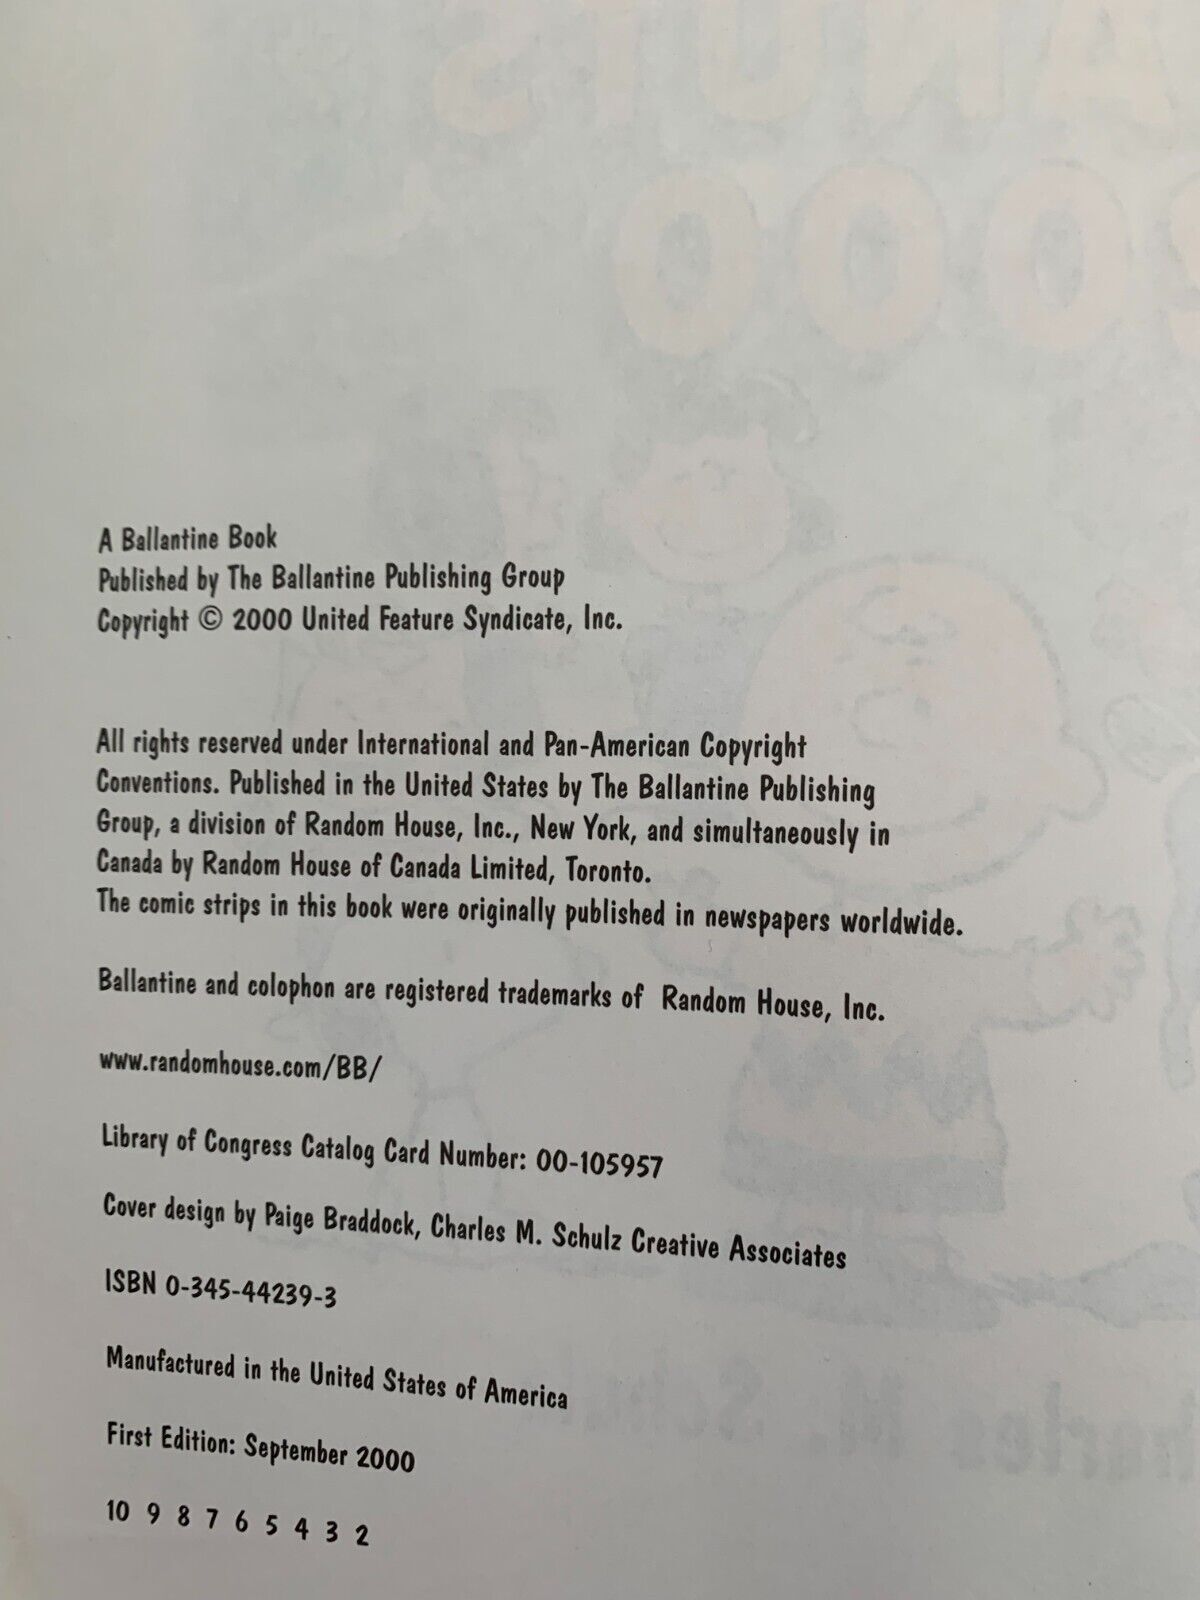 A Ballantine Book
Published by The Ballantine Publishing Group
Copyright © 2000 United Feature Syndicate, Inc.
All rights reserved under International and Pan-American Copyright
Conventions. Published in the United States by The Ballantine Publishing
Group, a division of Random House, Inc., New York, and simultaneously in
Canada by Random House of Canada Limited, Toronto.
The comic strips in this book were originally published in newspapers worldwide.
Ballantine and colophon are registered trademarks of Random House, Inc.
www.randomhouse.com/BB/
Library of Congress Catalog Card Number: 00-105957
Cover design by Paige Braddock, Charles M. Schulz Creative Associates
ISBN 0-345-44239-3
Manufactured in the United States of America
First Edition: September 2000
10 9 8 7 6 5 4 3 2